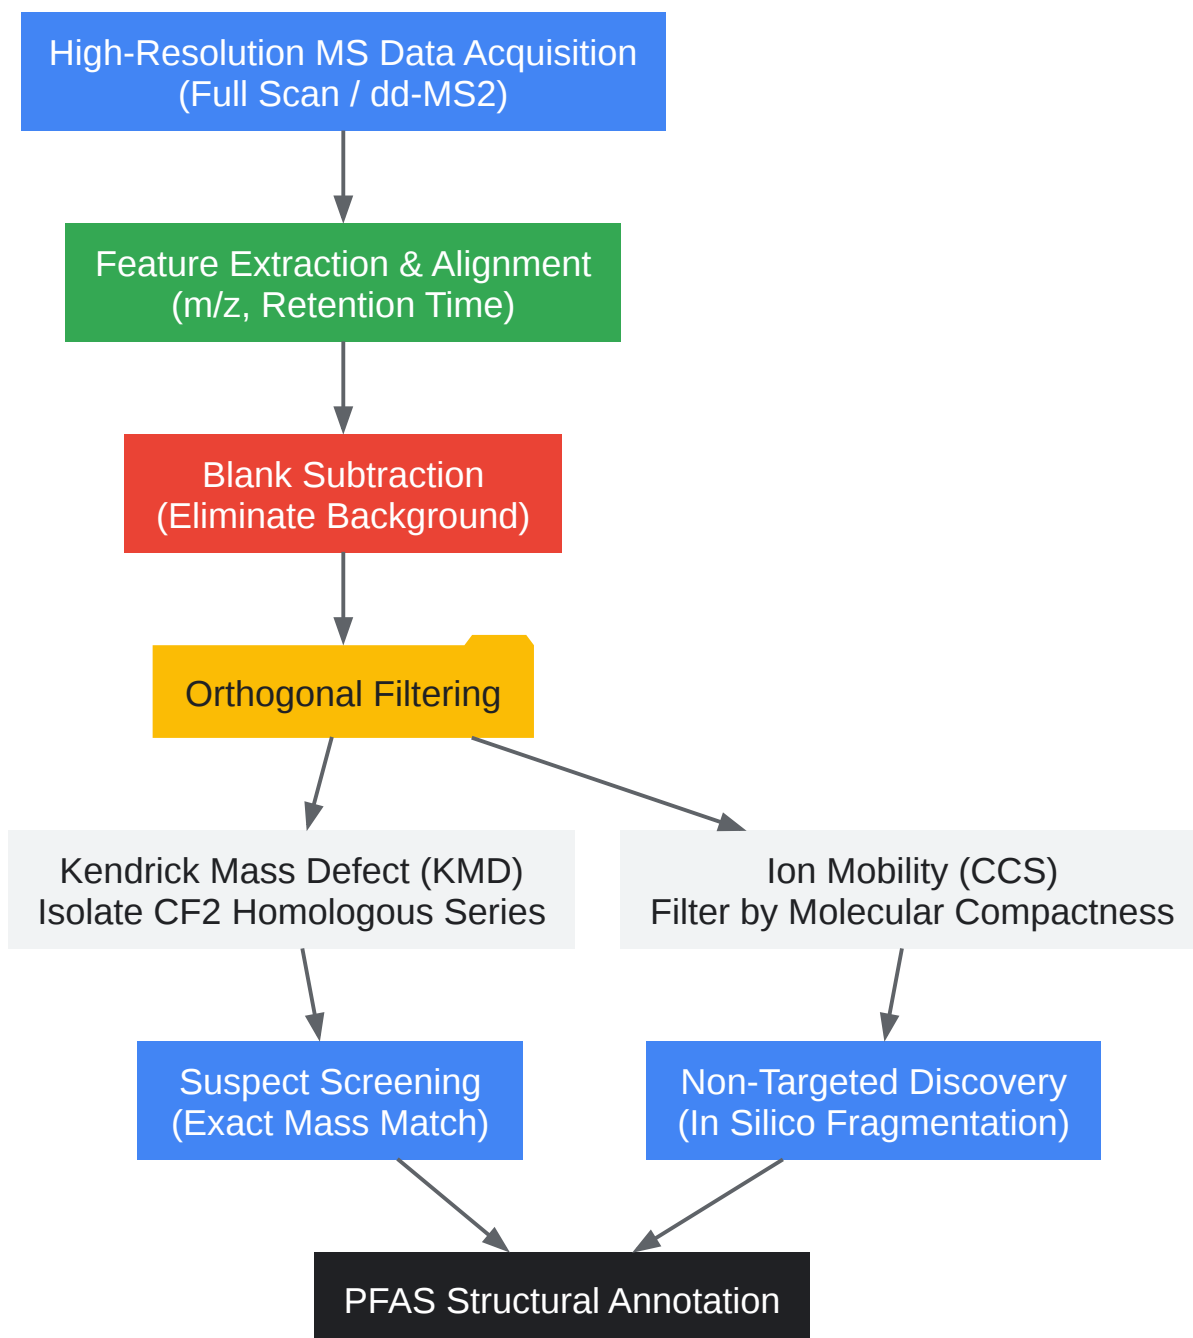 High-Resolution MS Data Acquisition
(Full Scan / dd-MS2)
Feature Extraction & Alignment
(m/z, Retention Time)
Blank Subtraction
(Eliminate Background)
Orthogonal Filtering
Kendrick Mass Defect (KMD)
Isolate CF2 Homologous Series
Ion Mobility (CCS)
Filter by Molecular Compactness
Suspect Screening
(Exact Mass Match)
Non-Targeted Discovery
(In Silico Fragmentation)
PFAS Structural Annotation